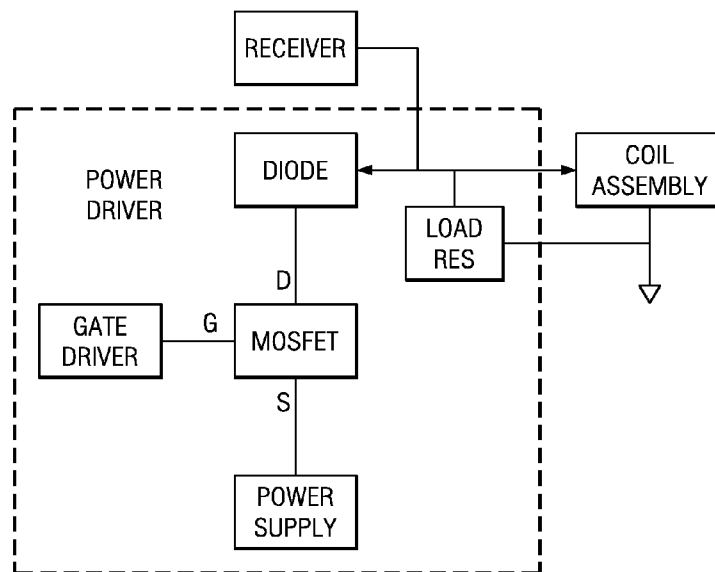 RECEIVER
POWER
DRIVER
DIODE
COIL
ASSEMBLY
LOAD
RES
D
GATE
DRIVER
G
MOSFET
S
POWER
SUPPLY